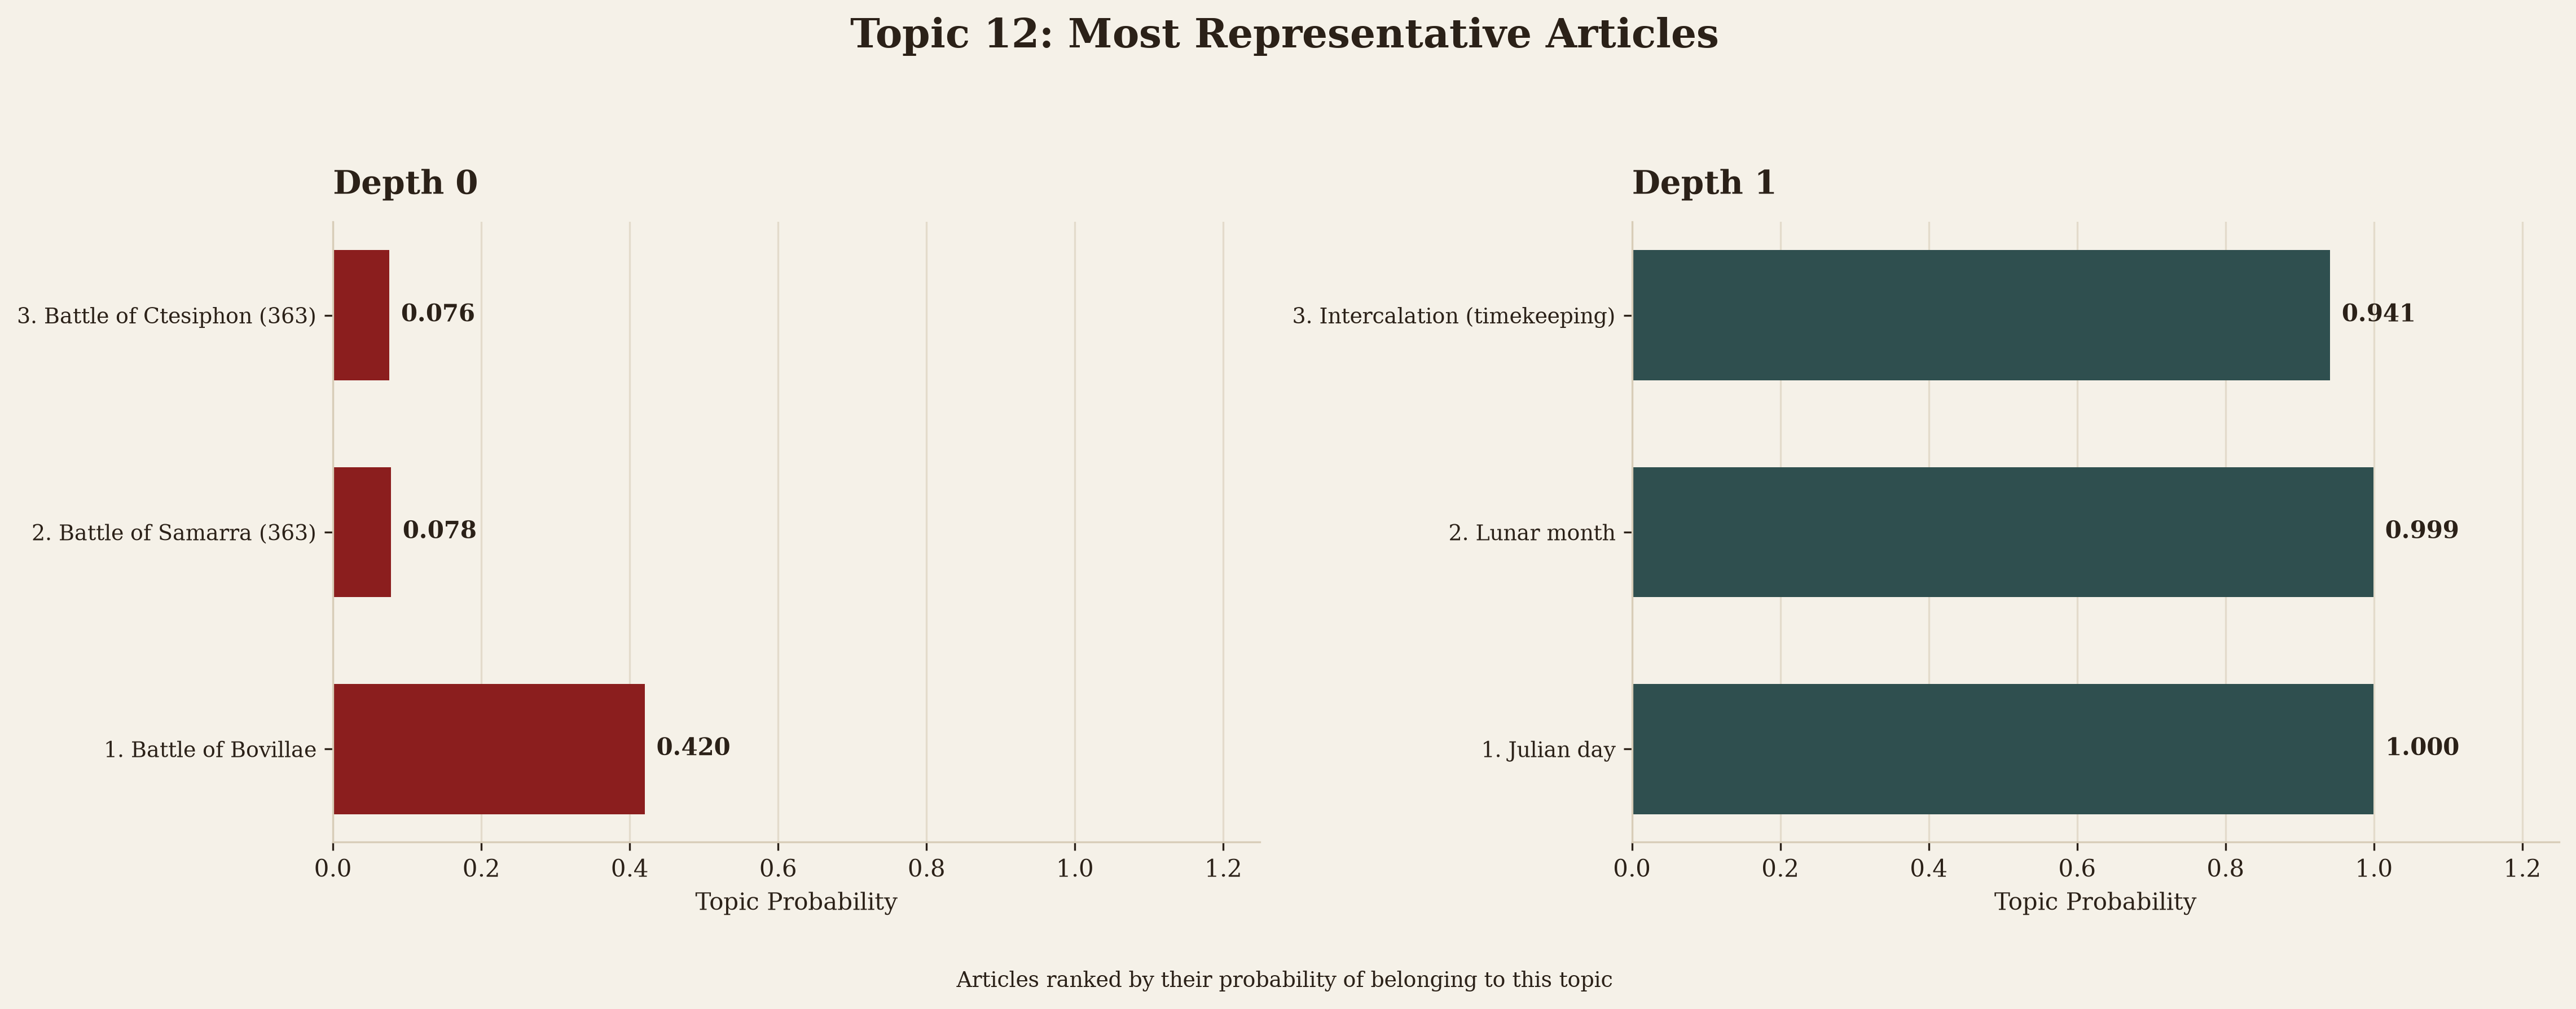 Topic 12: Most Representative Articles
Depth 0
3. Battle of Ctesiphon (363)
0.076
2. Battle of Samarra (363)
0.078
1. Battle of Bovillae
0.420
0.0 0.2 0.4 0.6 0.8 1.0 1.2
Topic Probability
Depth 1
3. Intercalation (timekeeping)
0.941
2. Lunar month
0.999
1. Julian day
1.000
0.0 0.2 0.4 0.6 0.8 1.0 1.2
Topic Probability
Articles ranked by their probability of belonging to this topic